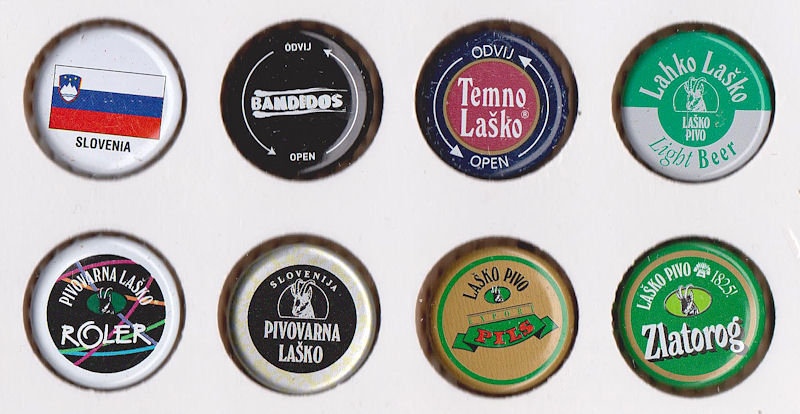 SLOVENIA
ODVIJ
BANDIDOS
OPEN
ODVIJ
Temno
Laško®
OPEN
Lahko Laško
LAŠKO
PIVO
Light Beer
PIVOVARNA LAŠKO
ROLER
SLOVENIJA
PIVOVARNA
LAŠKO
LAŠKO PIVO
EXPORT
PILS
LAŠKO PIVO 1825!
Zlatorog